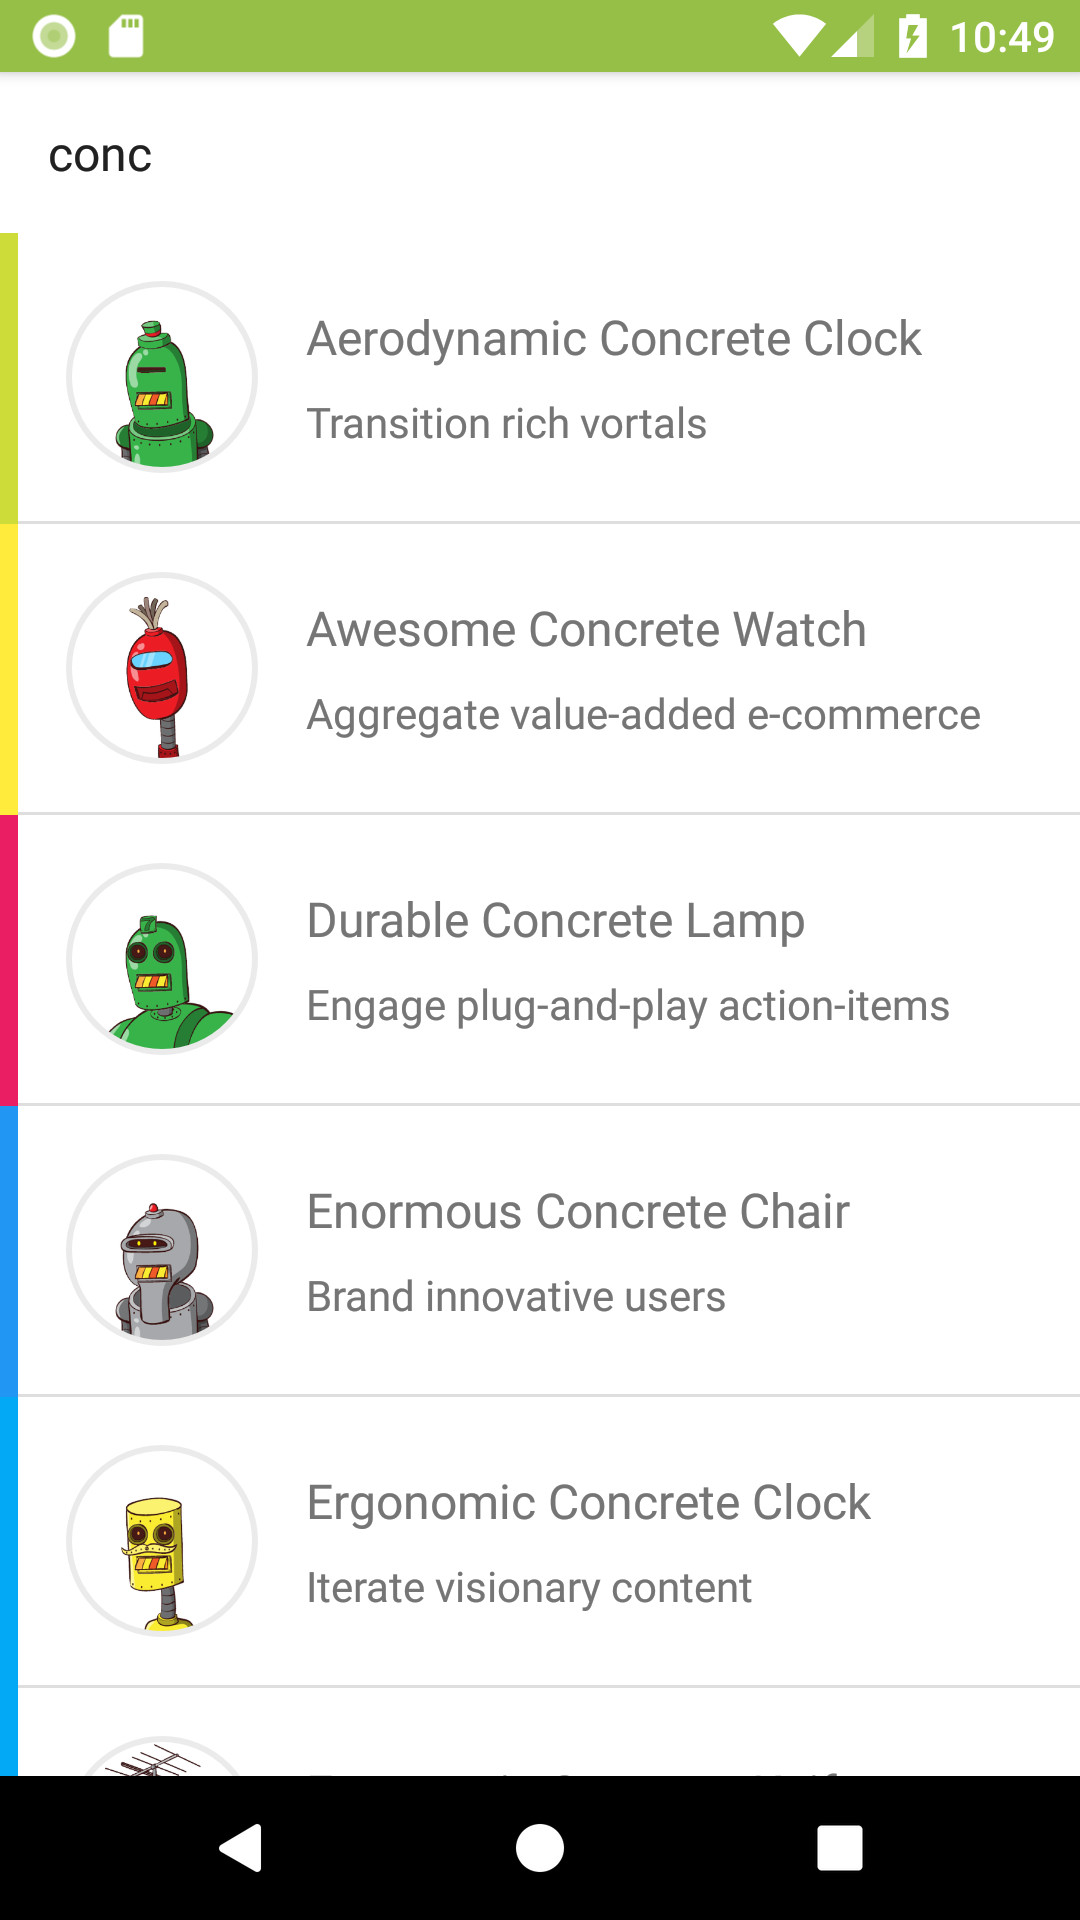 10:49
conc
Aerodynamic Concrete Clock
Transition rich vortals
Awesome Concrete Watch
Aggregate value-added e-commerce
Durable Concrete Lamp
Engage plug-and-play action-items
Enormous Concrete Chair
Brand innovative users
Ergonomic Concrete Clock
Iterate visionary content